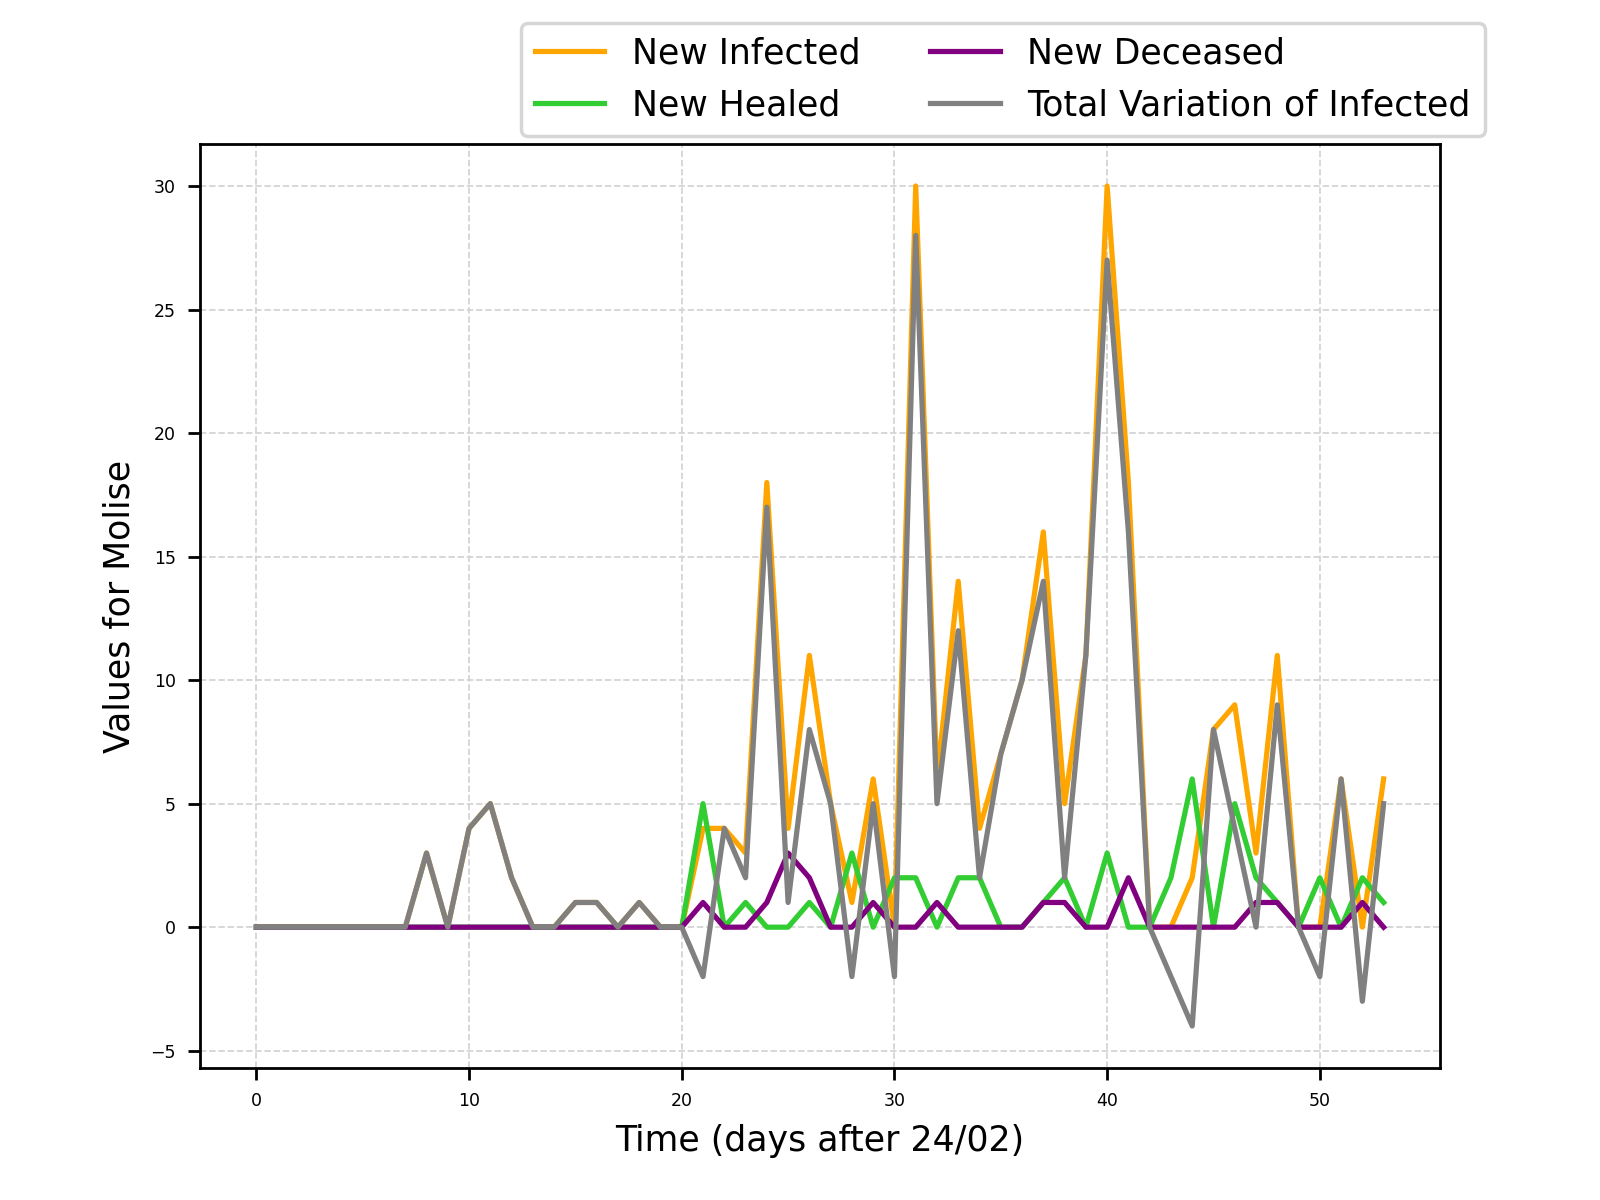 New Infected
New Healed
New Deceased
Total Variation of Infected
30
25
20
15
10
5
0
−5
Values for Molise
0 10 20 30 40 50
Time (days after 24/02)